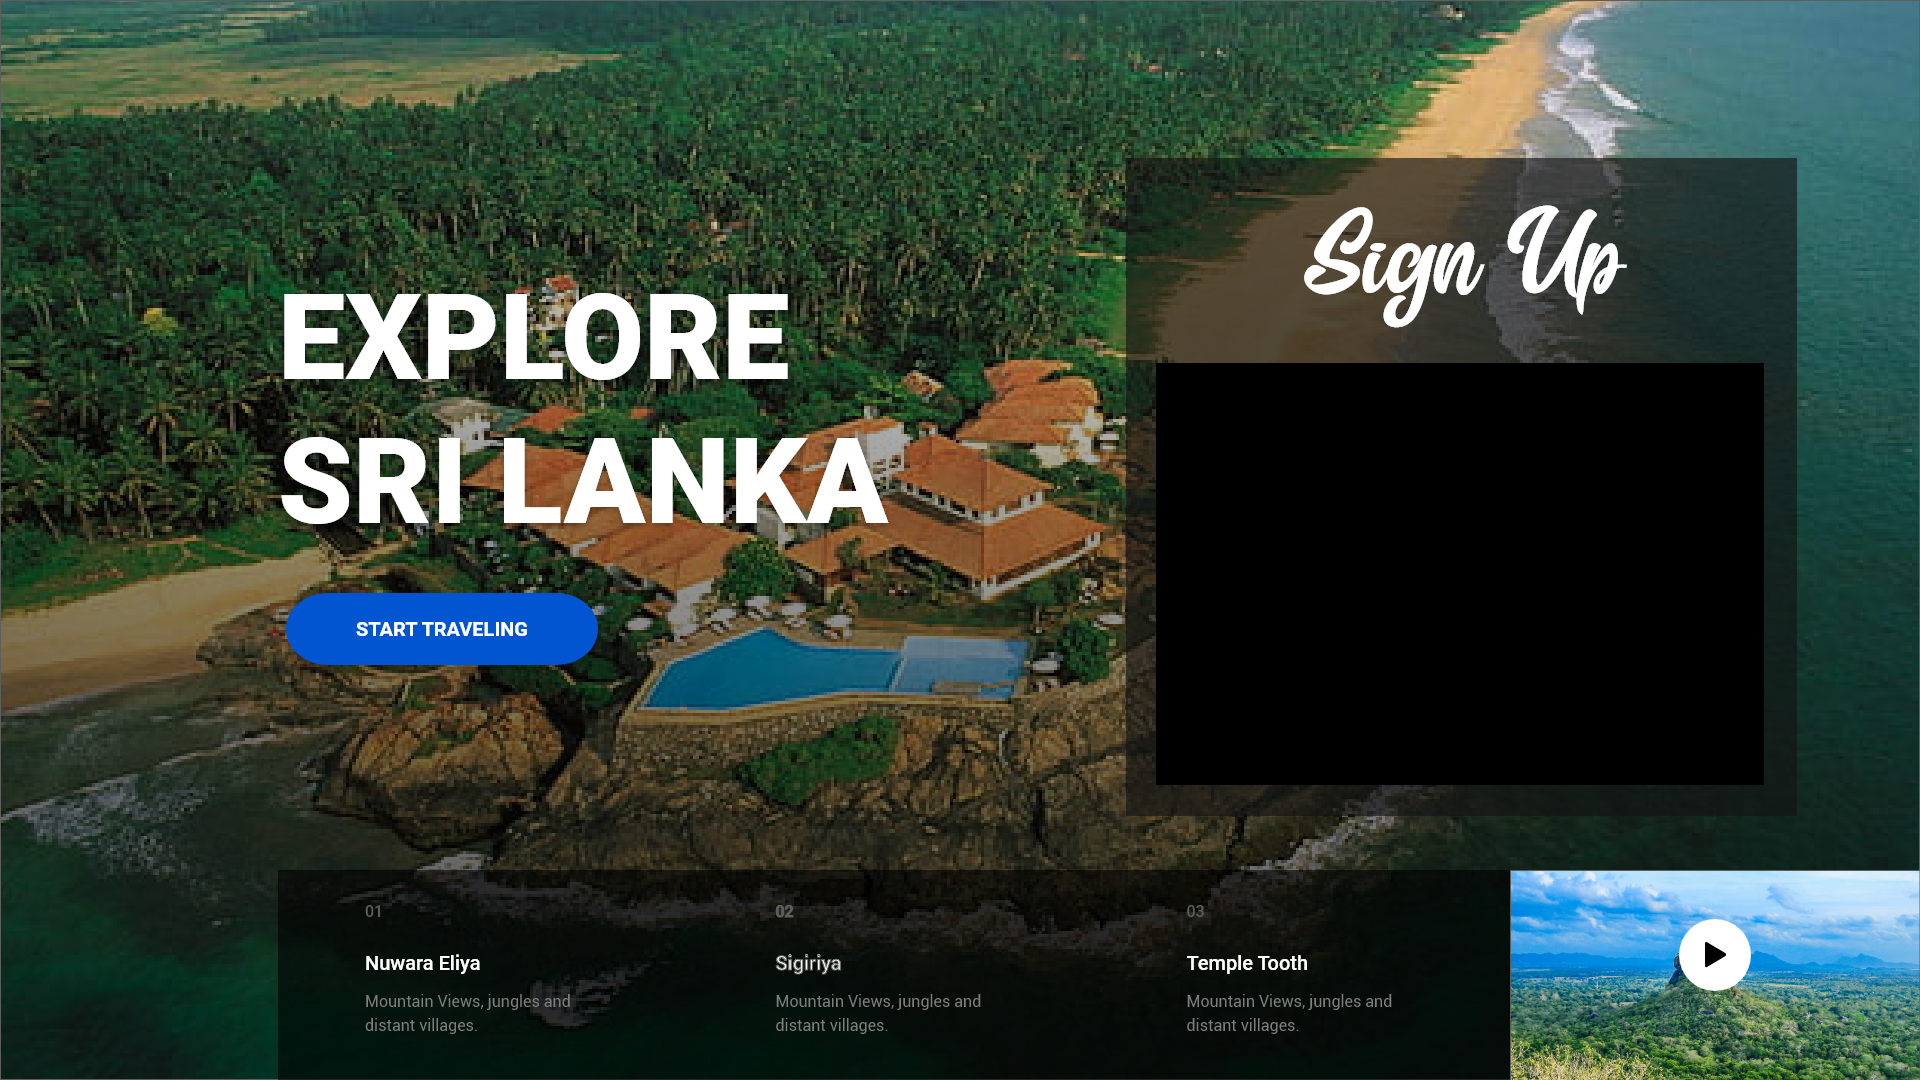 EXPLORE
SRI LANKA
START TRAVELING
Sign Up
01
Nuwara Eliya
Mountain Views, jungles and
distant villages.
02
Sigiriya
Mountain Views, jungles and
distant villages.
03
Temple Tooth
Mountain Views, jungles and
distant villages.